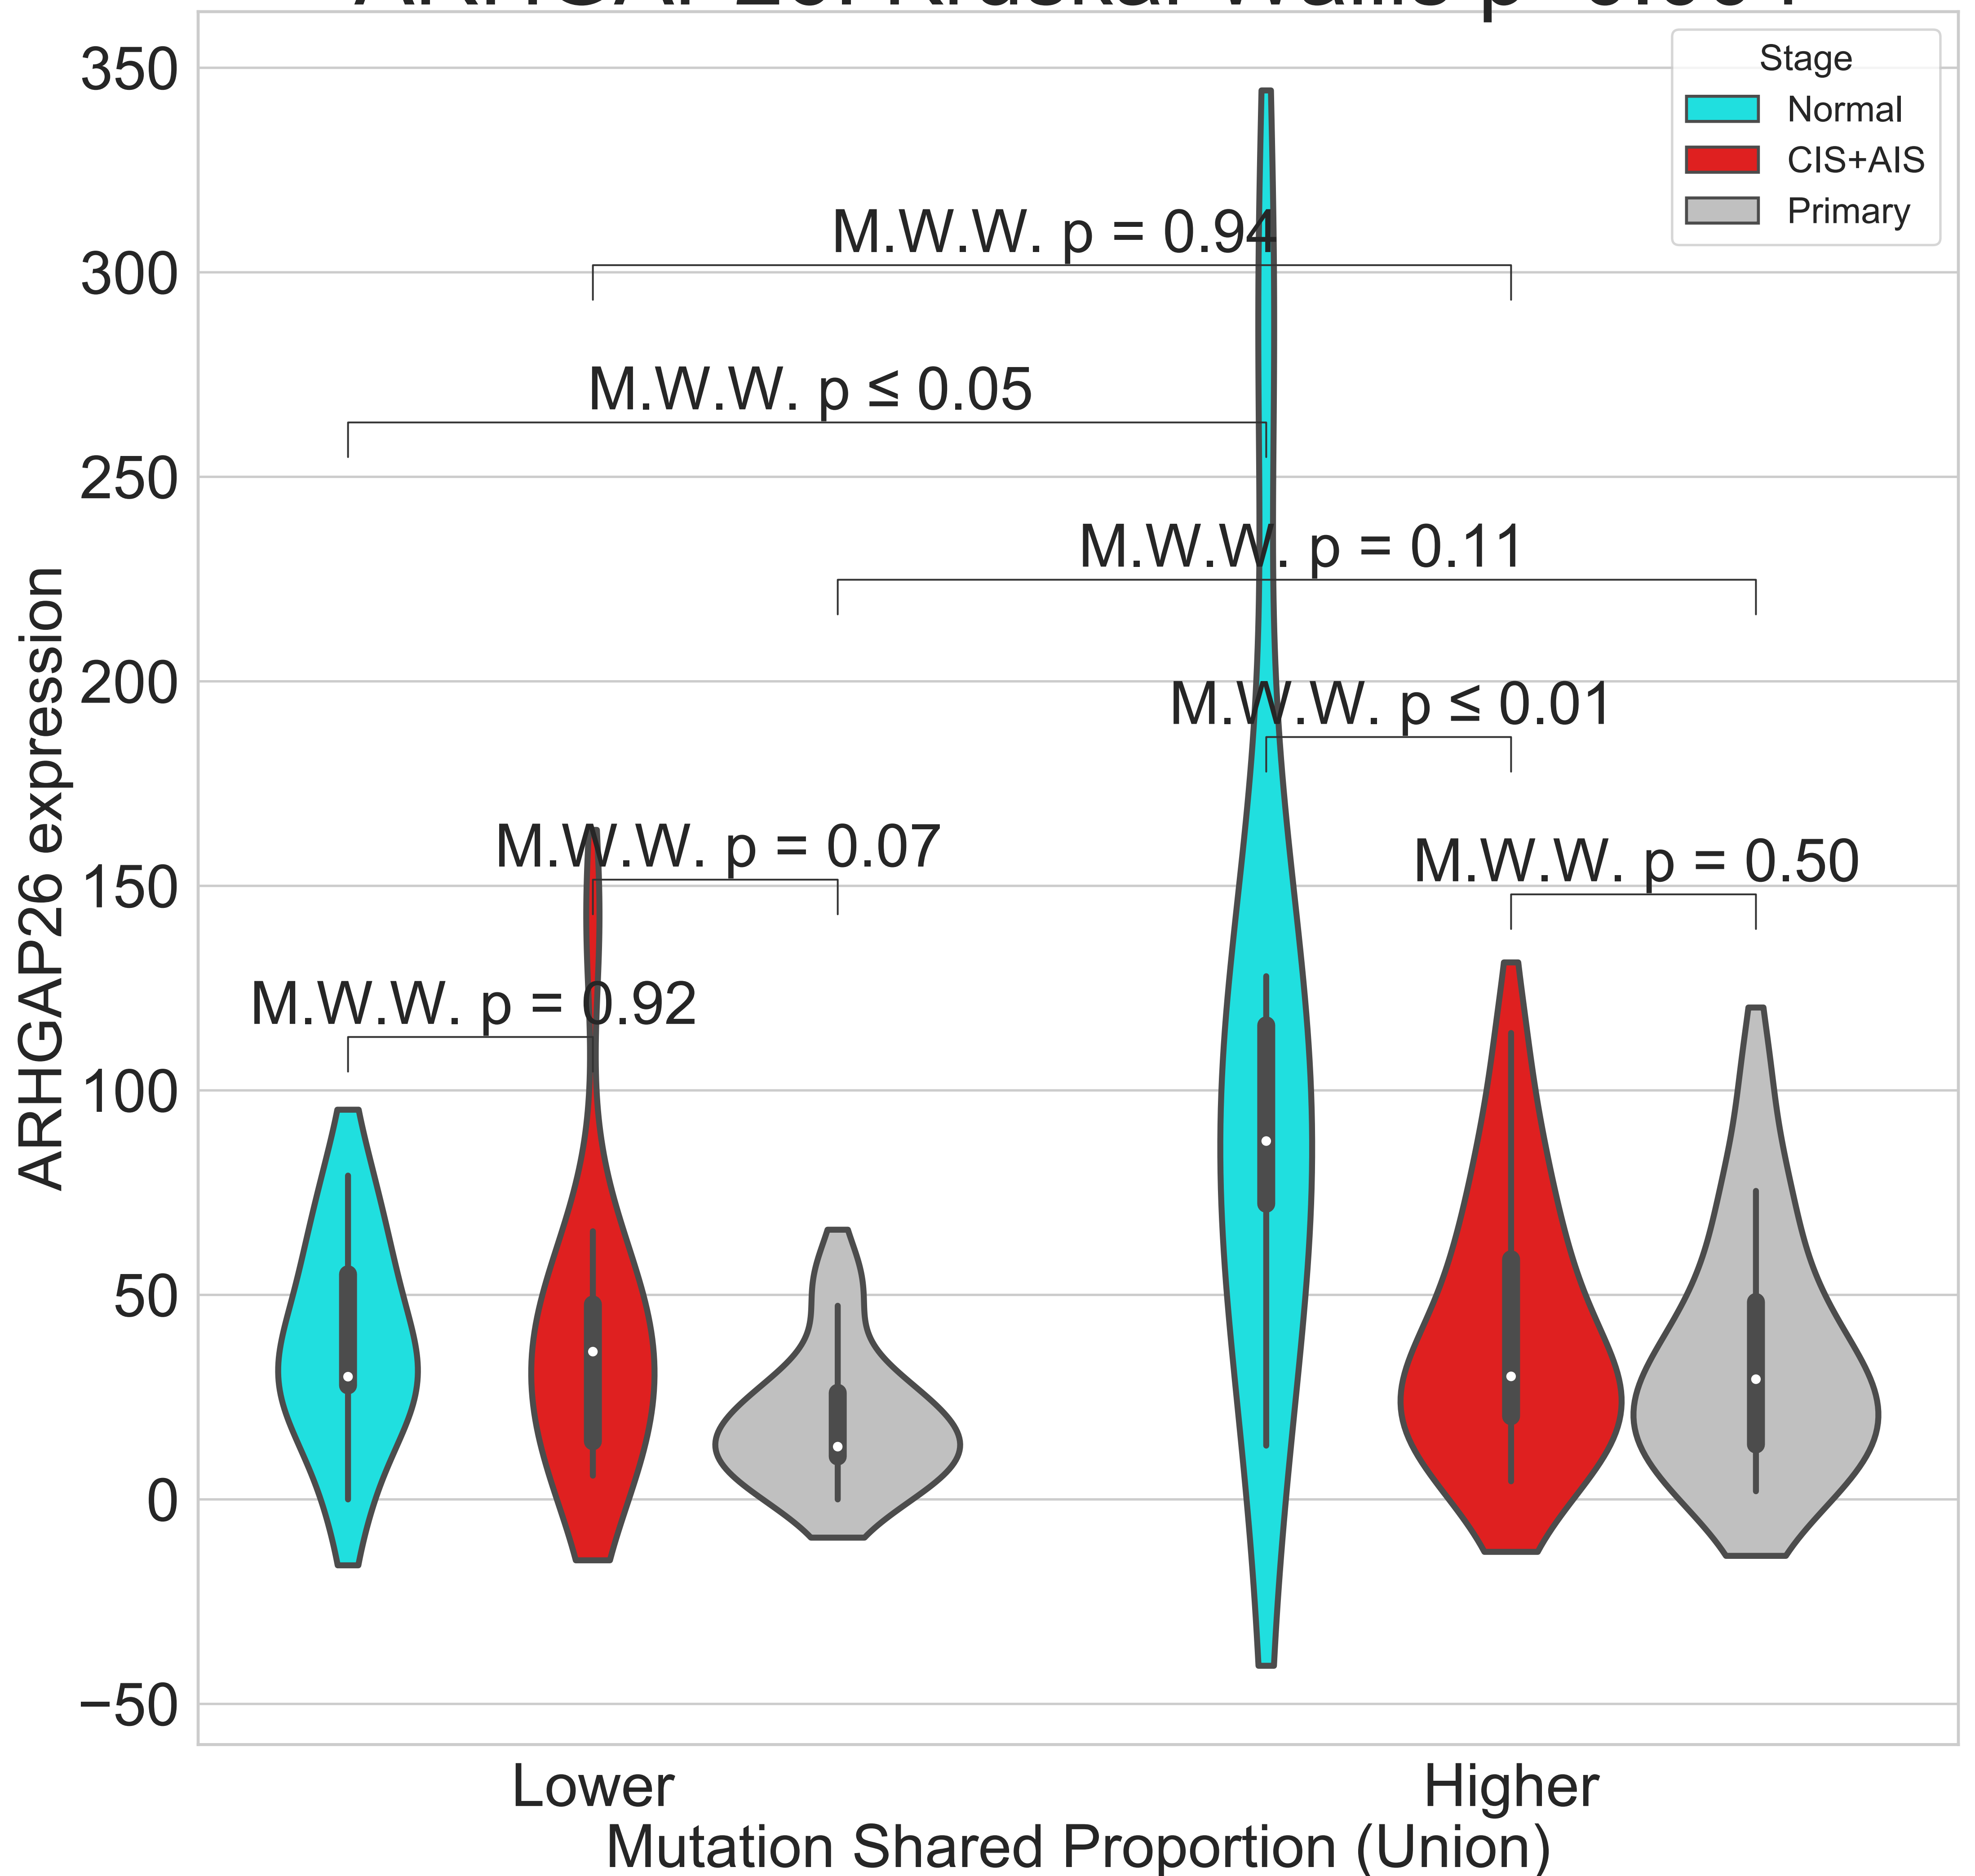 350
300
250
200
150
100
50
0
−50
ARHGAP26 expression
Stage
Normal
CIS+AIS
Primary
M.W.W. p = 0.94
M.W.W. p ≤ 0.05
M.W.W. p = 0.11
M.W.W. p ≤ 0.01
M.W.W. p = 0.07
M.W.W. p = 0.50
M.W.W. p = 0.92
Lower
Higher
Mutation Shared Proportion (Union)